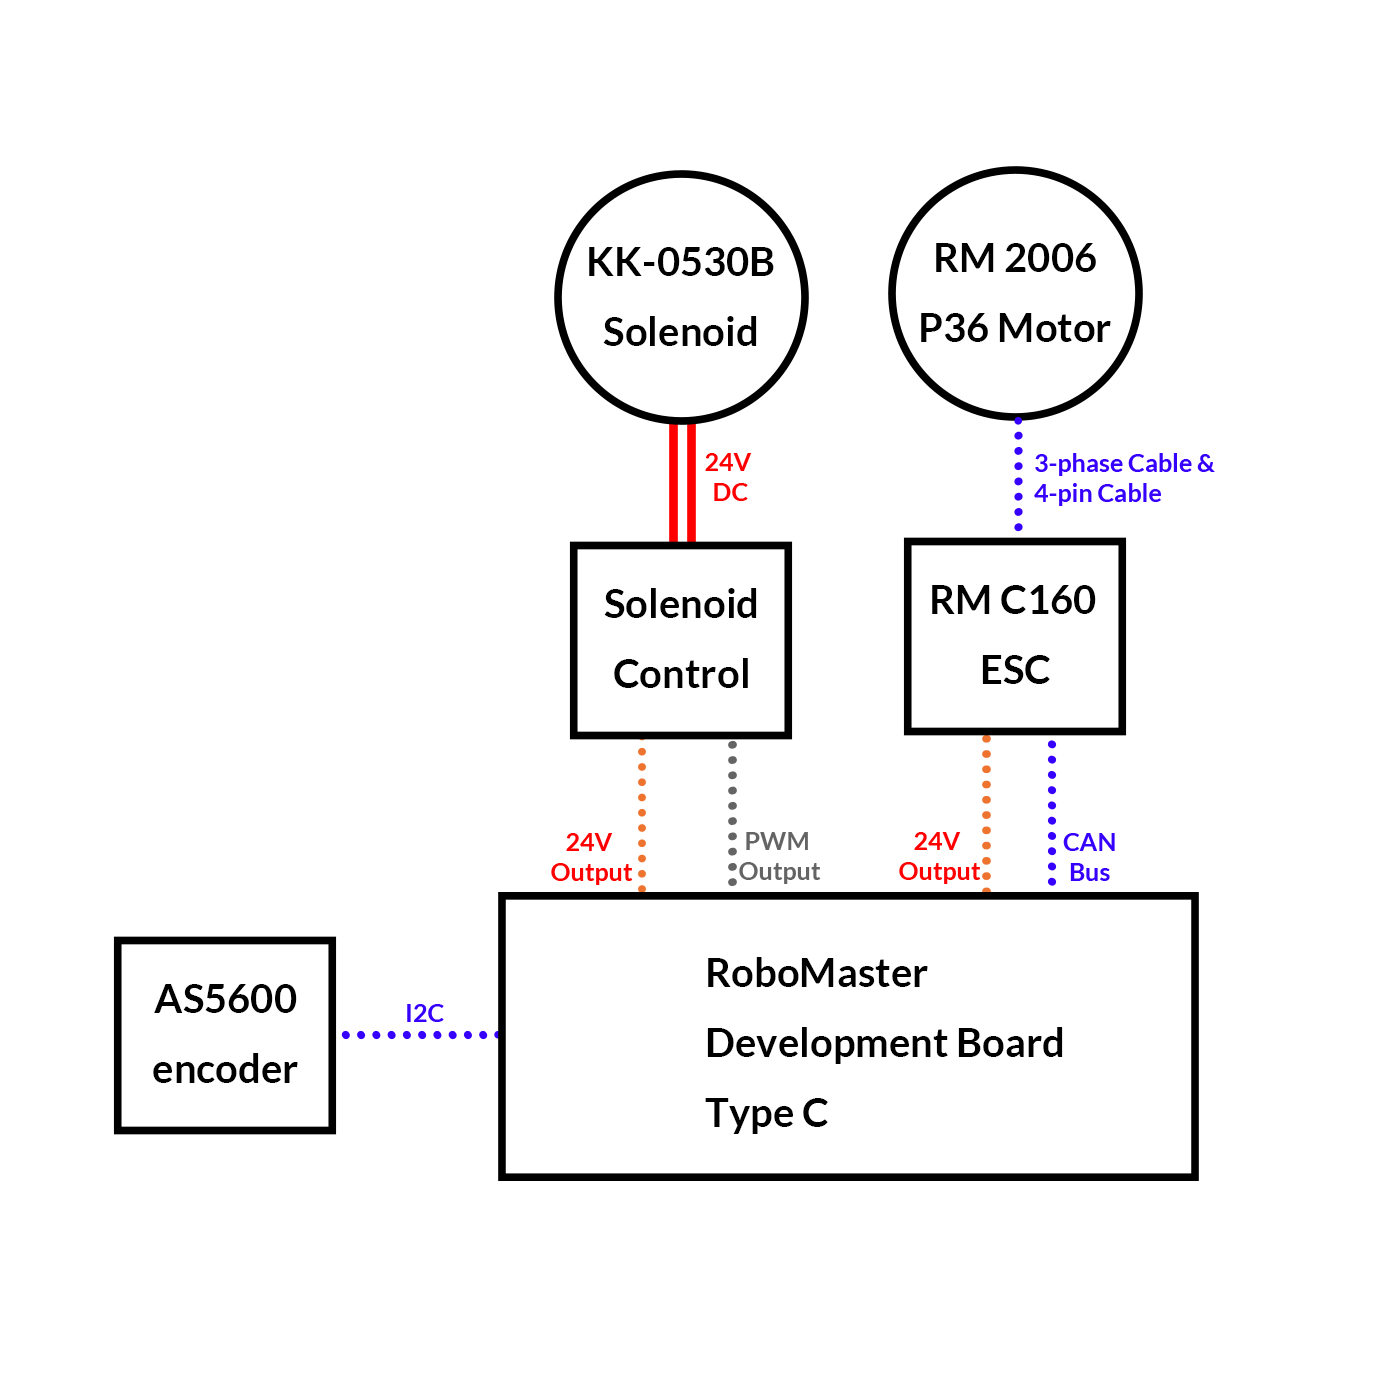 KK-0530B
Solenoid
RM 2006
P36 Motor
24V
DC
3-phase Cable &
4-pin Cable
Solenoid
Control
RM C160
ESC
24V
Output
PWM
Output
24V
Output
CAN
Bus
AS5600
encoder
I2C
RoboMaster
Development Board
Type C